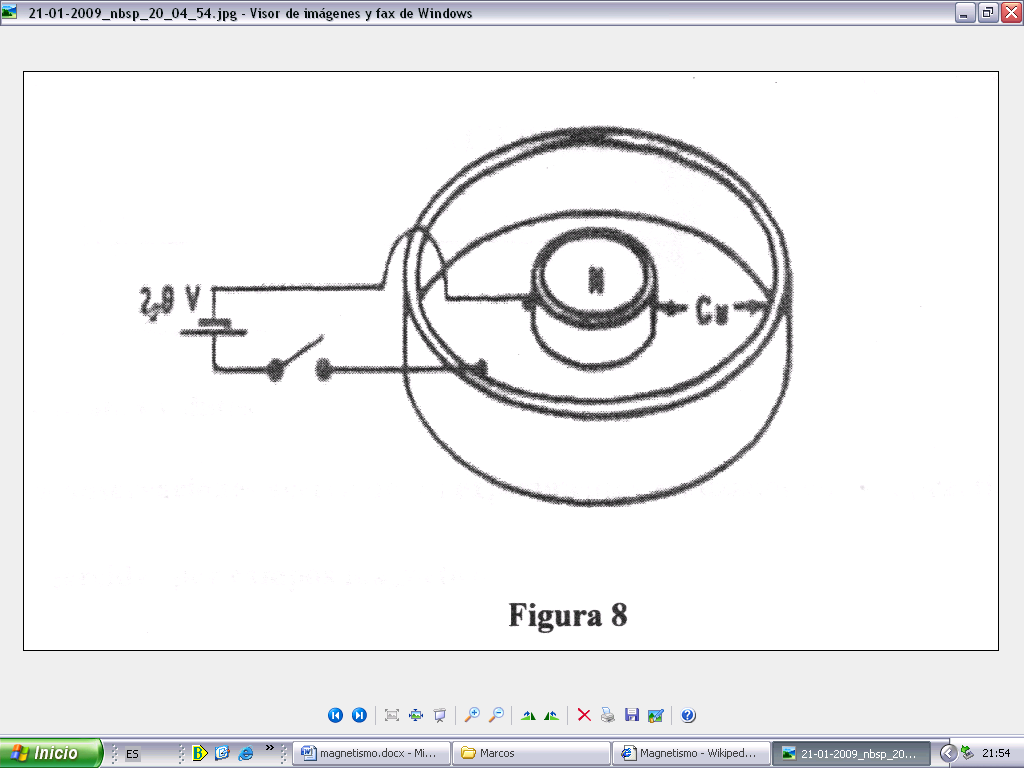 21-01-2009_nbsp_20_04_54.jpg - Visor de imágenes y fax de Windows
2,0 V
N
Cu
Figura 8
Inicio
ES
»
magnetismo.docx - Mi...
Marcos
Magnetismo - Wikiped...
21-01-2009_nbsp_20...
21:54